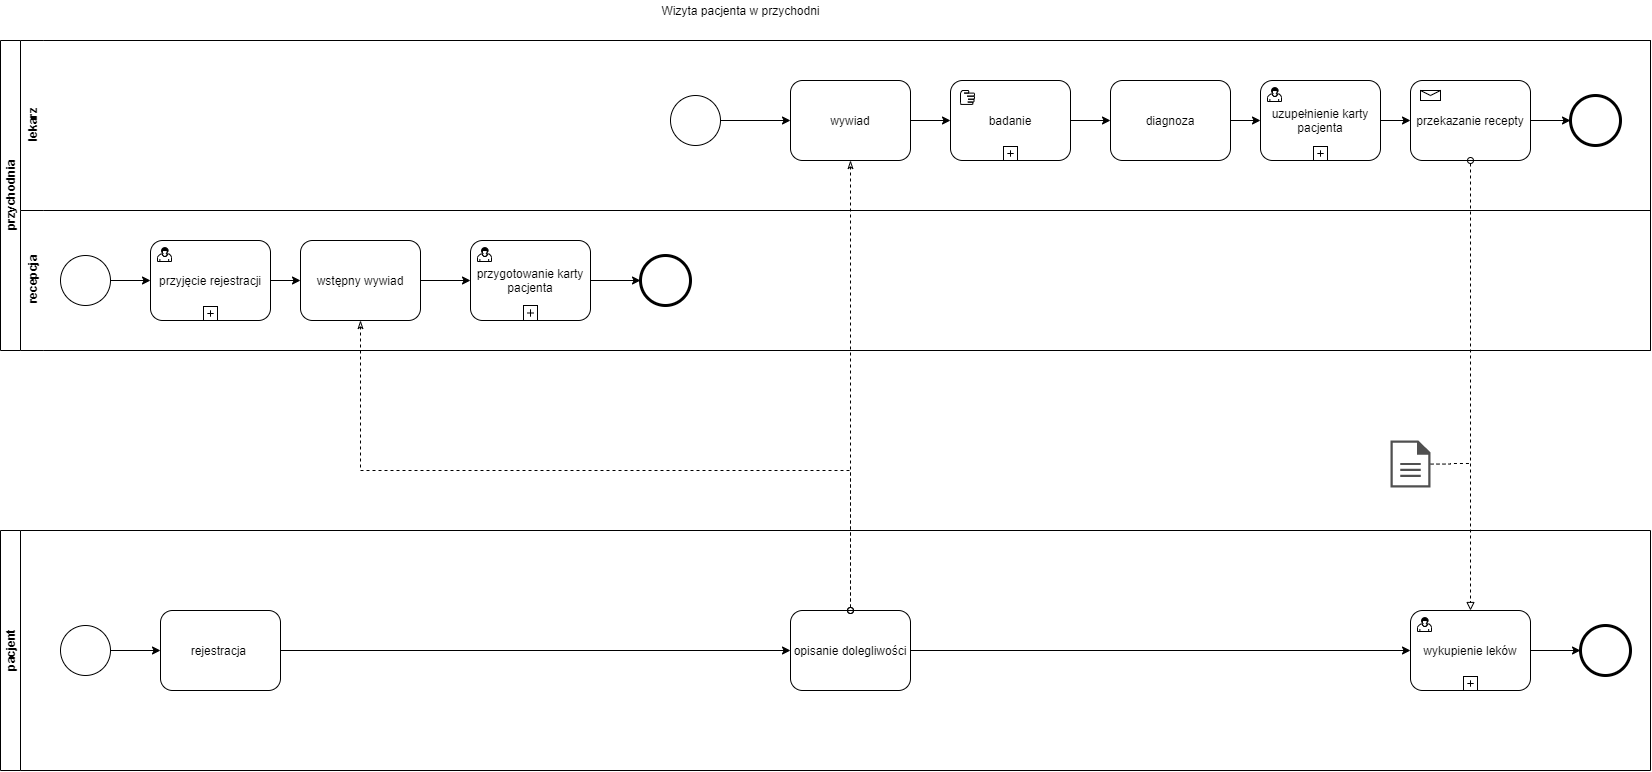 Wizyta pacjenta w przychodni
przychodnia
lekarz
wywiad
badanie
diagnoza
uzupełnienie karty
pacjenta
przekazanie recepty
recepcja
przyjęcie rejestracji
wstępny wywiad
przygotowanie karty
pacjenta
pacjent
rejestracja
opisanie dolegliwości
wykupienie leków